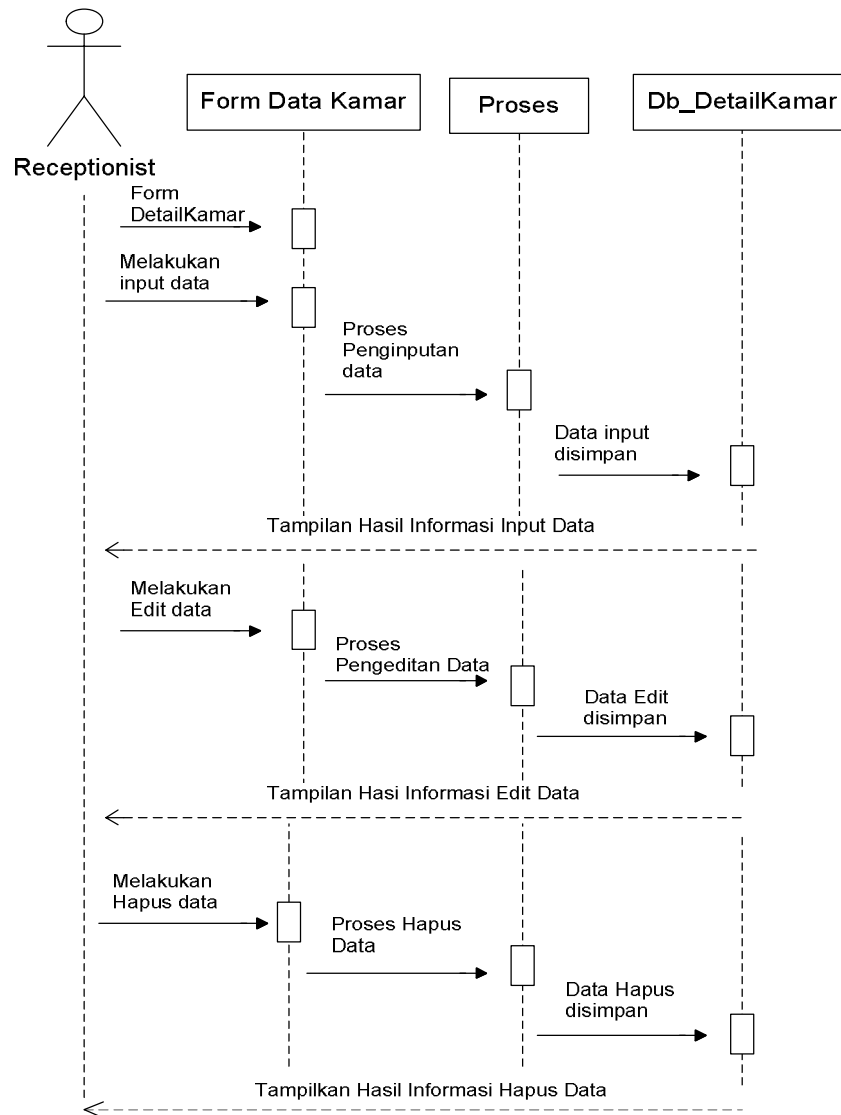 Form Data Kamar
Proses
Db_DetailKamar
Receptionist
Form
DetailKamar
Melakukan
input data
Proses
Penginputan
data
Data input
disimpan
Tampilan Hasil Informasi Input Data
Melakukan
Edit data
Proses
Pengeditan Data
Data Edit
disimpan
Tampilan Hasi Informasi Edit Data
Melakukan
Hapus data
Proses Hapus
Data
Data Hapus
disimpan
Tampilkan Hasil Informasi Hapus Data